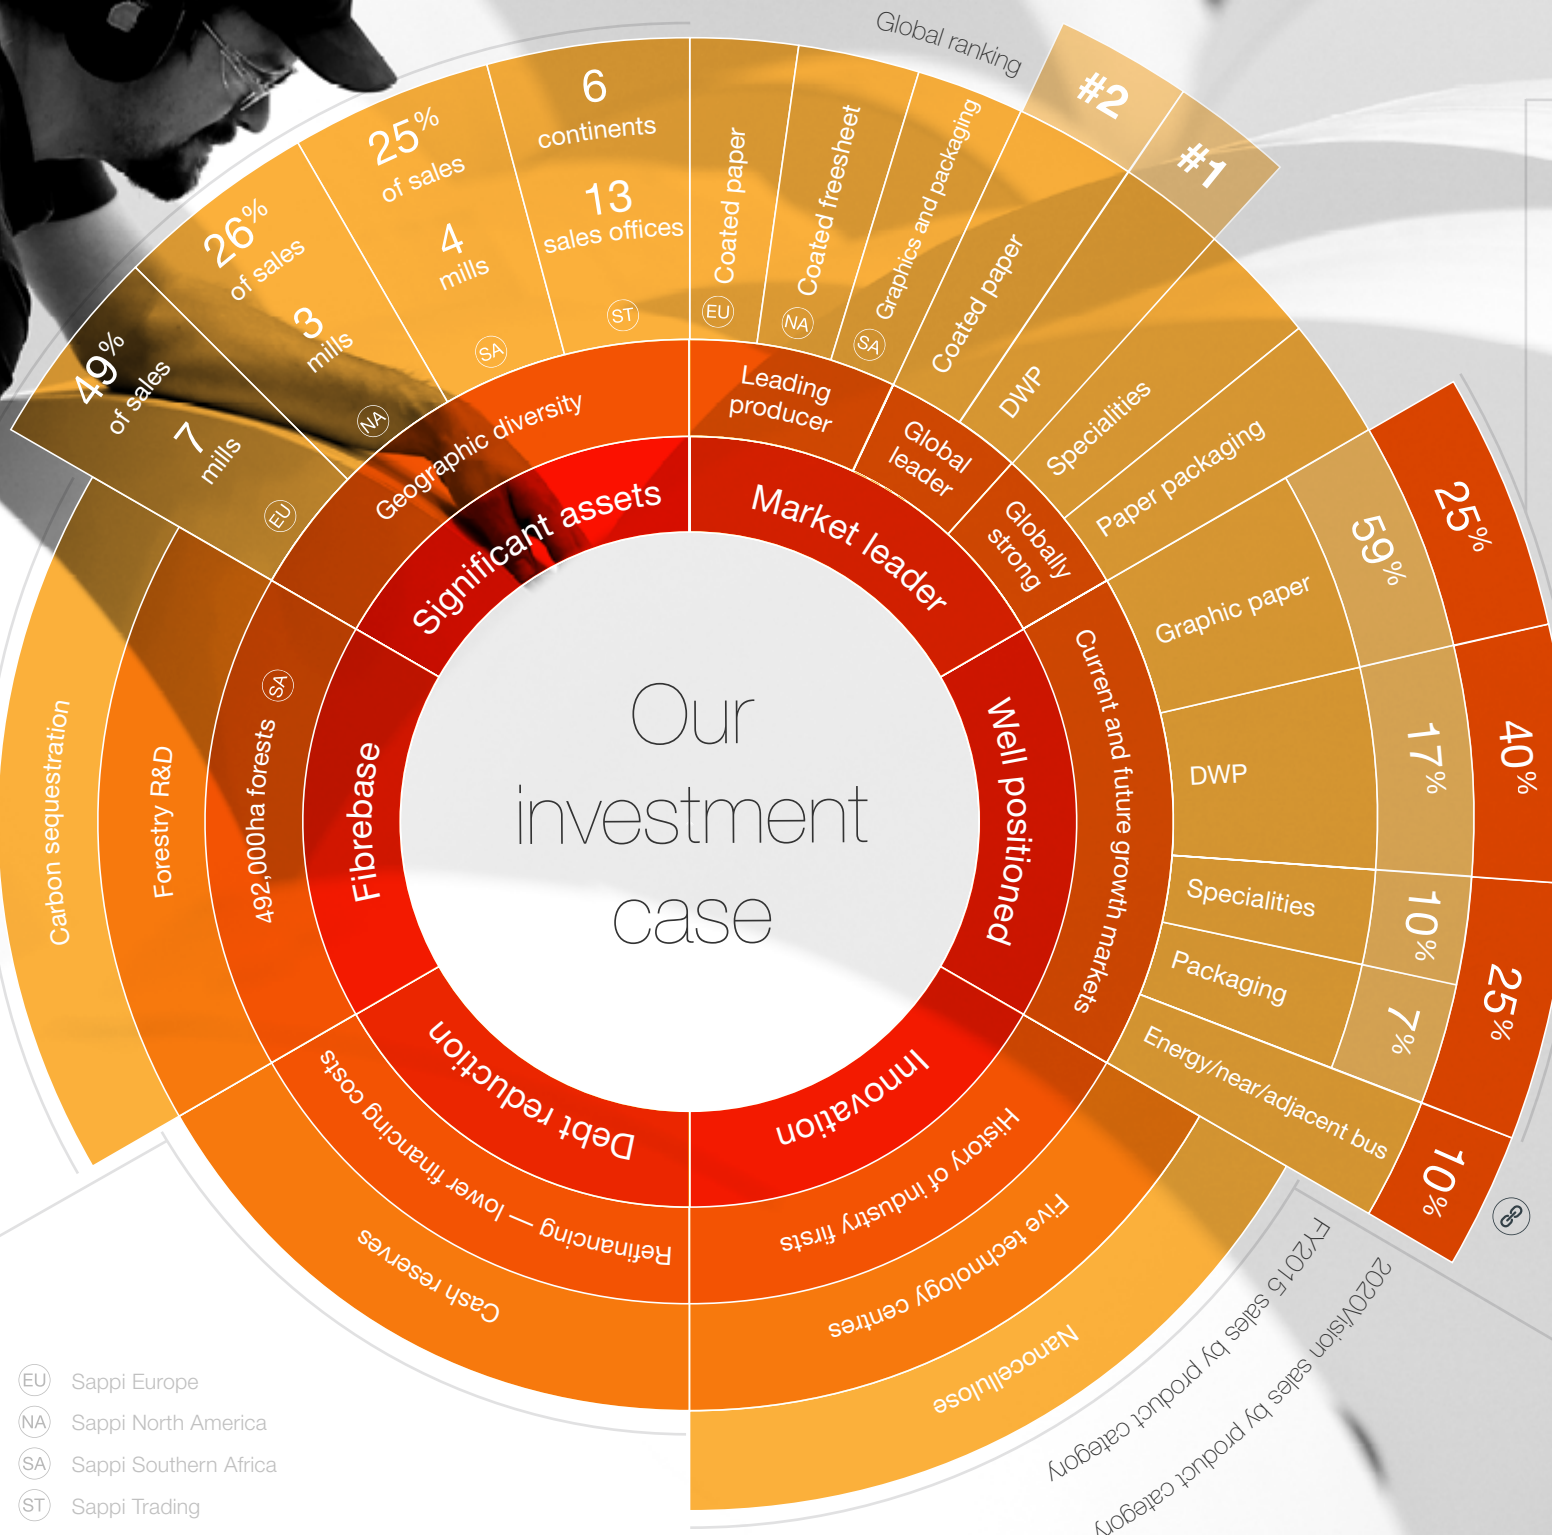 Our
investment
case
Significant assets
Geographic diversity
49%
of sales
7
mills
EU
26%
of sales
3
mills
NA
25%
of sales
4
mills
SA
6
continents
13
sales offices
ST
Market leader
Leading
producer
Coated paper
EU
Coated freesheet
NA
Graphics and packaging
SA
Global
leader
Global ranking
#2
Coated paper
#1
DWP
Globally
strong
Specialities
Paper packaging
Well positioned
Current and future growth markets
Graphic paper
59%
25%
DWP
17%
40%
Specialities
10%
Packaging
7%
25%
Energy/near/adjacent bus
10%
FY2015 sales by product category
2020Vision sales by product category
Innovation
History of industry firsts
Five technology centres
Nanocellulose
Debt reduction
Refinancing — lower financing costs
Cash reserves
Fibrebase
492,000ha forests
SA
Forestry R&D
Carbon sequestration
EU Sappi Europe
NA Sappi North America
SA Sappi Southern Africa
ST Sappi Trading